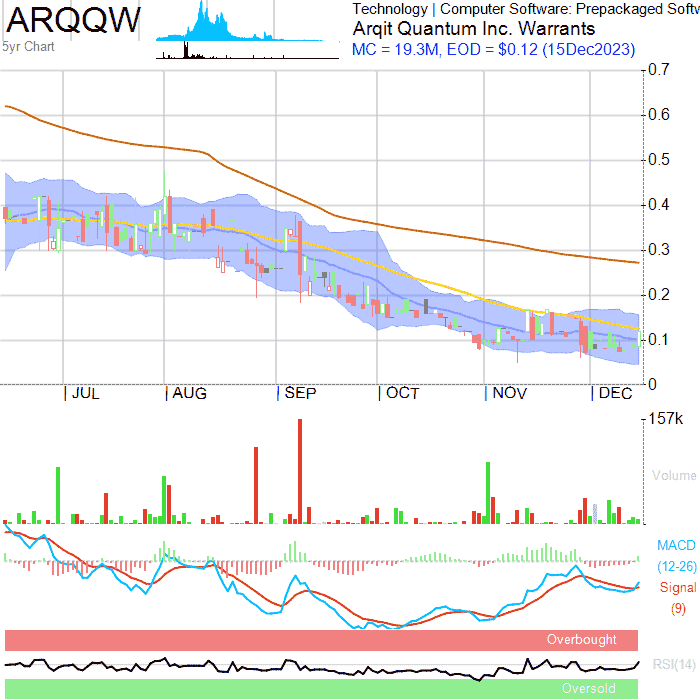 ARQQW
5yr Chart
Technology | Computer Software: Prepackaged Softw
Arqit Quantum Inc. Warrants
MC = 19.3M, EOD = $0.12 (15Dec2023)
0.7
0.6
0.5
0.4
0.3
0.2
0.1
0
| JUL | AUG | SEP | OCT | NOV | DEC
157k
Volume
MACD
(12-26)
Signal
(9)
Overbought
RSI(14)
Oversold